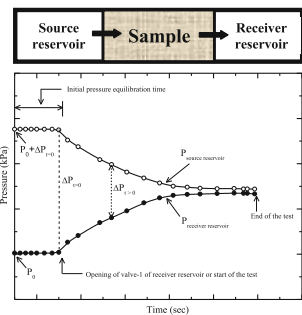 Source
reservoir
Sample
Receiver
reservoir
Initial pressure equilibration time
P0+ΔPt=0
ΔPt=0
ΔPt > 0
Psource reservoir
Preceiver reservoir
End of the test
P0
Opening of valve-1 of receiver reservoir or start of the test
Pressure (kPa)
Time (sec)